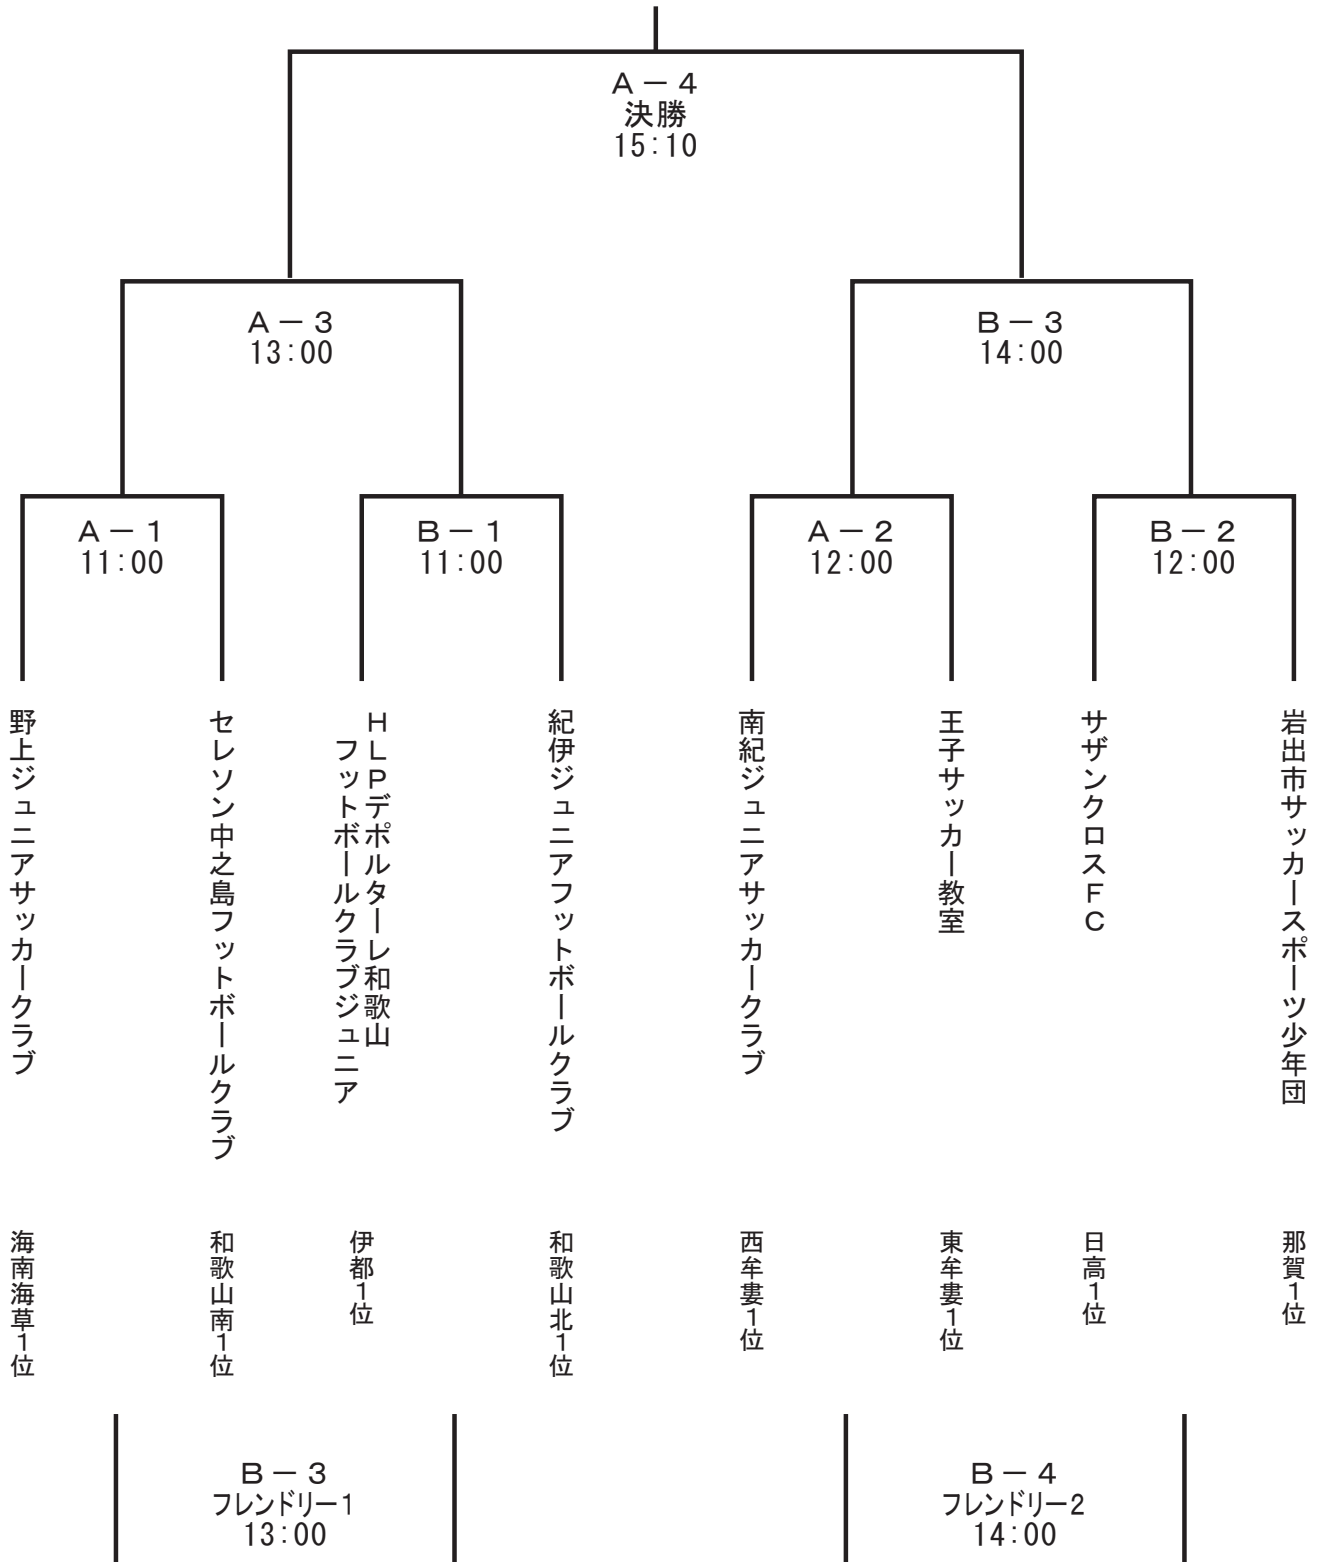 A－4
決勝
15:10
A－3
13:00
B－3
14:00
A－1
11:00
B－1
11:00
A－2
12:00
B－2
12:00
野上ジュニアサッカークラブ
セレソン中之島フットボールクラブ
HLPデポルターレ和歌山
フットボールクラブジュニア
紀伊ジュニアフットボールクラブ
南紀ジュニアサッカークラブ
王子サッカー教室
サザンクロスFC
岩出市サッカースポーツ少年団
海南海草1位
和歌山南1位
伊都1位
和歌山北1位
西牟婁1位
東牟婁1位
日高1位
那賀1位
B－3
フレンドリー1
13:00
B－4
フレンドリー2
14:00